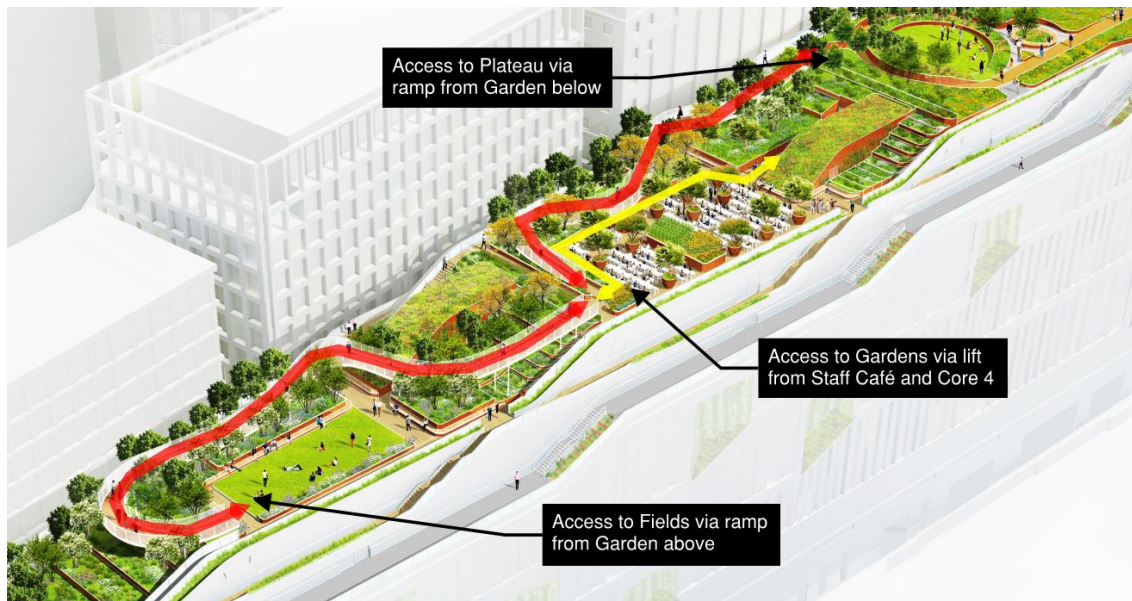 Access to Plateau via
ramp from Garden below
Access to Gardens via lift
from Staff Café and Core 4
Access to Fields via ramp
from Garden above